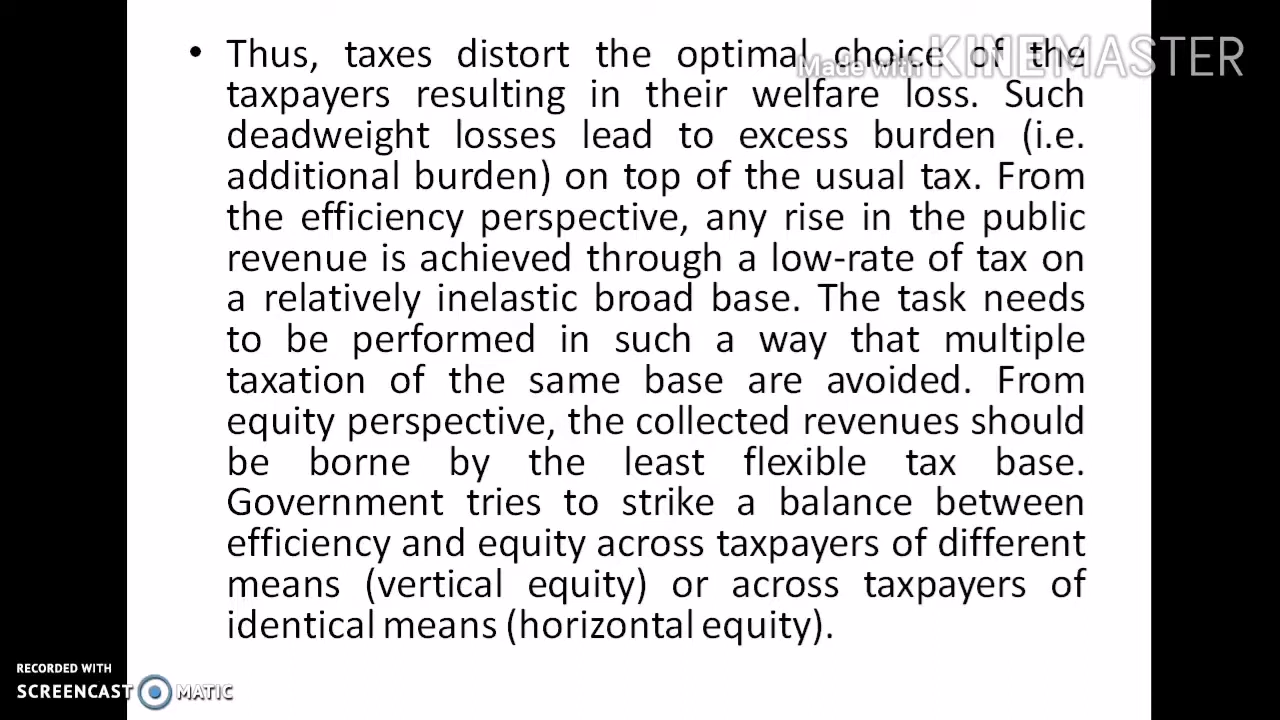 • Thus, taxes distort the optimal choice of the
Made with KINEMASTER
taxpayers resulting in their welfare loss. Such
deadweight losses lead to excess burden (i.e.
additional burden) on top of the usual tax. From
the efficiency perspective, any rise in the public
revenue is achieved through a low-rate of tax on
a relatively inelastic broad base. The task needs
to be performed in such a way that multiple
taxation of the same base are avoided. From
equity perspective, the collected revenues should
be borne by the least flexible tax base.
Government tries to strike a balance between
efficiency and equity across taxpayers of different
means (vertical equity) or across taxpayers of
identical means (horizontal equity).
RECORDED WITH
SCREENCAST MATIC